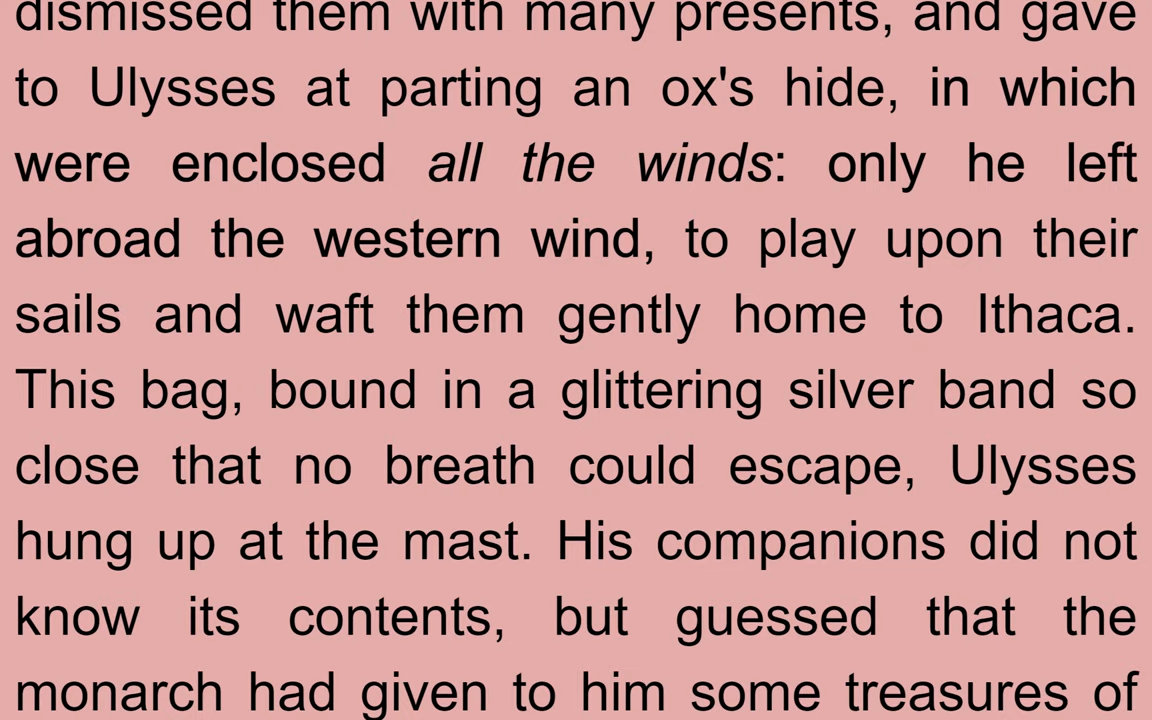 dismissed them with many presents, and gave
to Ulysses at parting an ox's hide, in which
were enclosed all the winds: only he left
abroad the western wind, to play upon their
sails and waft them gently home to Ithaca.
This bag, bound in a glittering silver band so
close that no breath could escape, Ulysses
hung up at the mast. His companions did not
know its contents, but guessed that the
monarch had given to him some treasures of